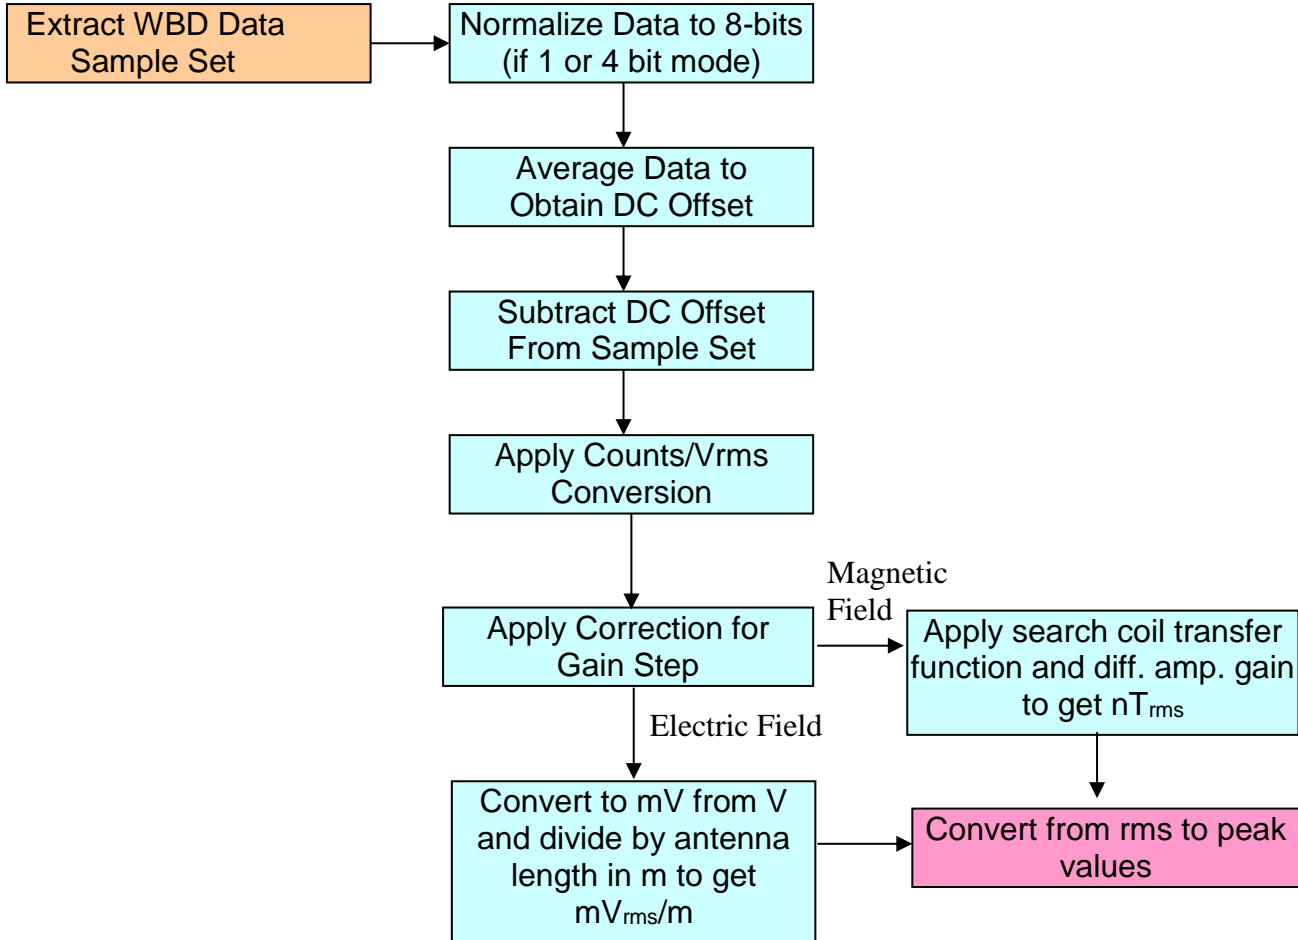 Extract WBD Data
Sample Set
Normalize Data to 8-bits
(if 1 or 4 bit mode)
Average Data to
Obtain DC Offset
Subtract DC Offset
From Sample Set
Apply Counts/Vrms
Conversion
Apply Correction for
Gain Step
Magnetic
Field
Apply search coil transfer
function and diff. amp. gain
to get nTrms
Electric Field
Convert to mV from V
and divide by antenna
length in m to get
mVrms/m
Convert from rms to peak
values